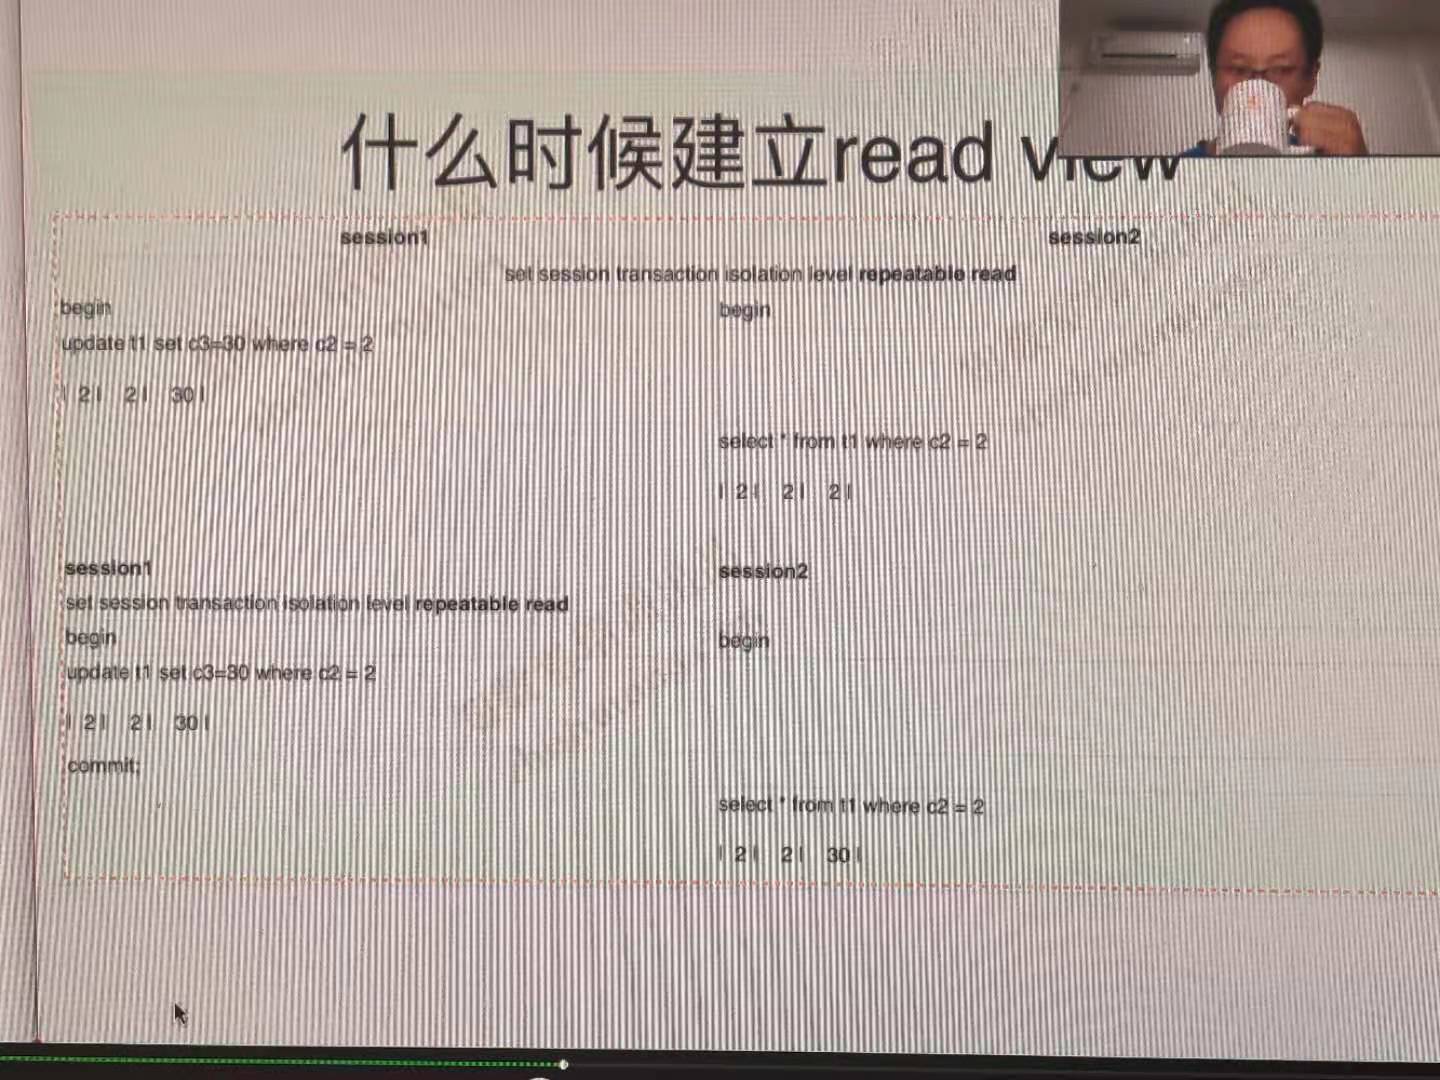 什么时候建立read view
session1 session2
set session transaction isolation level repeatable read
begin begin
update t1 set c3=30 where c2 = 2
| 2 | 2 | 30 |
select * from t1 where c2 = 2
| 2 | 2 | 2 |
session1 session2
set session transaction isolation level repeatable read
begin begin
update t1 set c3=30 where c2 = 2
| 2 | 2 | 30 |
commit;
select * from t1 where c2 = 2
| 2 | 2 | 30 |